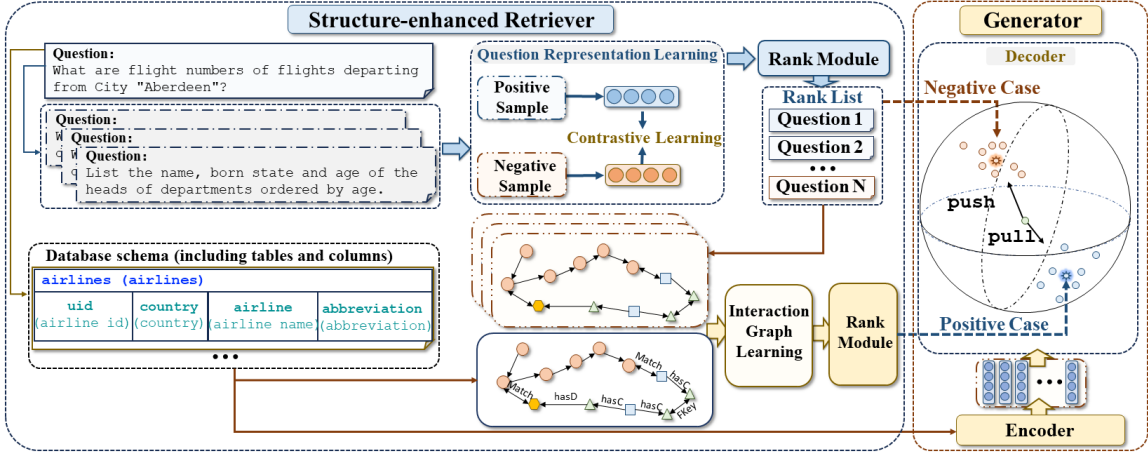 Structure-enhanced Retriever
Question:
What are flight numbers of flights departing
from City "Aberdeen"?
Question:
W
q
Question:
W
c
Question:
List the name, born state and age of the
heads of departments ordered by age.
Question Representation Learning
Positive
Sample
Contrastive Learning
Negative
Sample
Rank Module
Rank List
Question 1
Question 2
...
Question N
Database schema (including tables and columns)
airlines (airlines)
uid
(airline id)
country
(country)
airline
(airline name)
abbreviation
(abbreviation)
...
Match
hasD
hasC
hasC
Match
hasC
FKey
Interaction
Graph
Learning
Rank
Module
Generator
Decoder
Negative Case
push
pull
Positive Case
...
Encoder